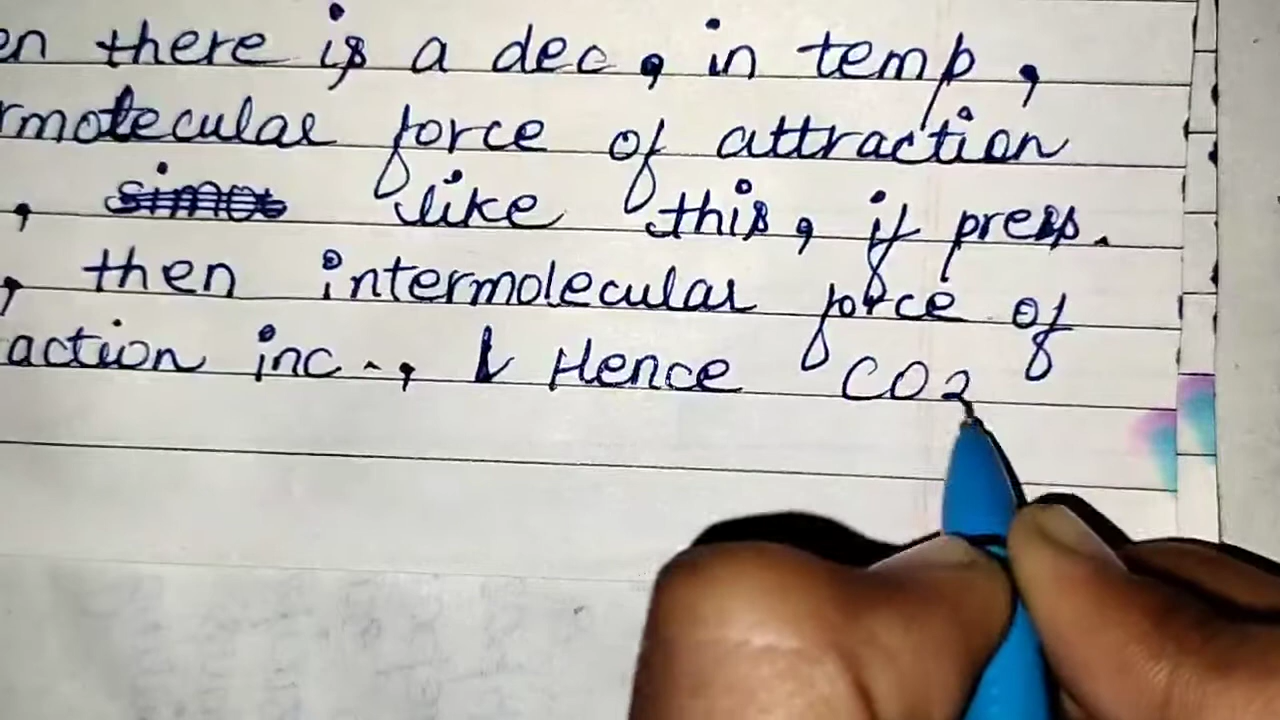 en there is a dec, in temp,
rmolecular force of attraction
, like this, if press.
, then intermolecular force of
action inc., & Hence CO2